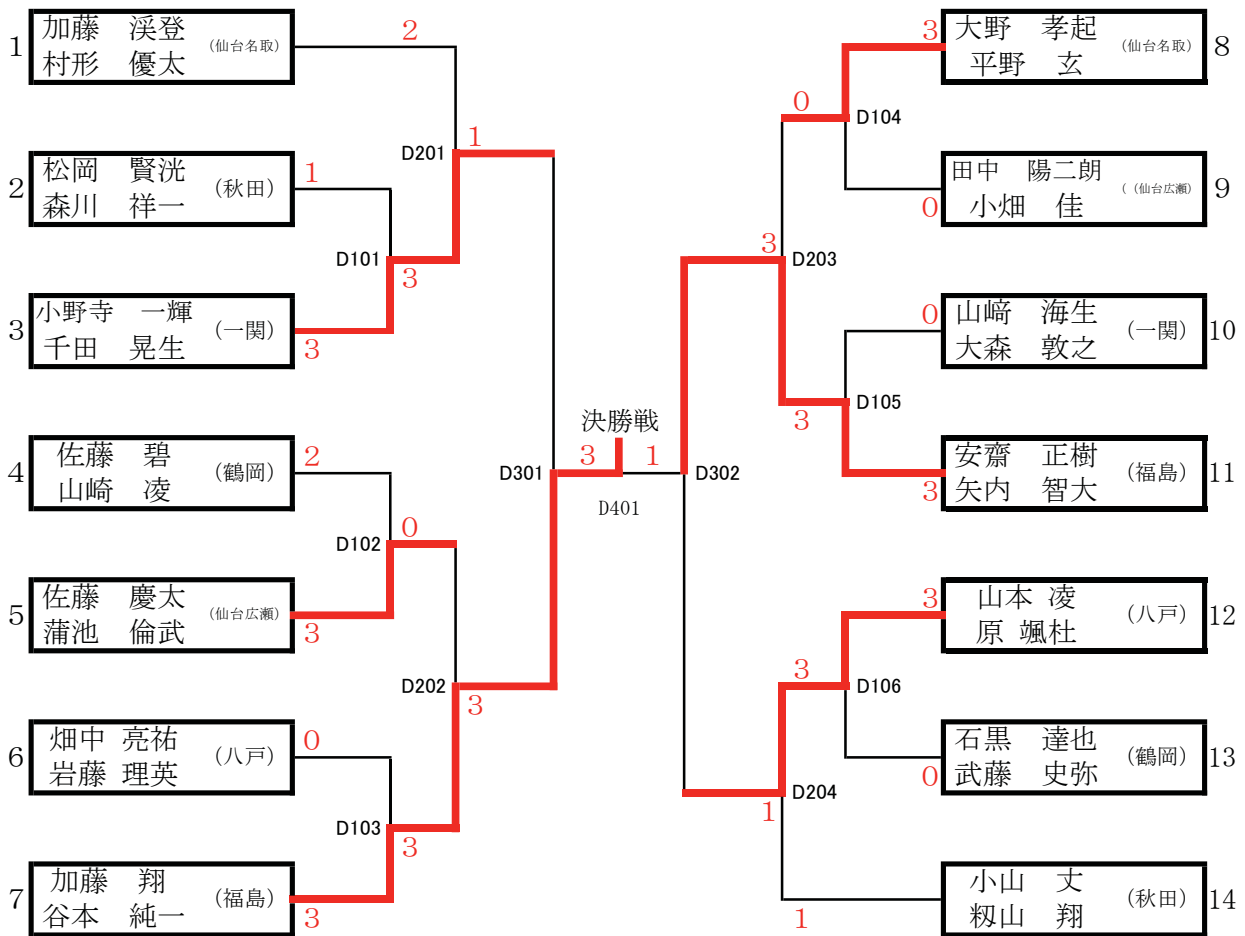 1
加藤　渓登
村形　優太
(仙台名取)
2
2
松岡　賢洸
森川　祥一
(秋田)
1
3
小野寺　一輝
千田　晃生
(一関)
3
D101
3
D201
1
4
佐藤　碧
山崎　凌
(鶴岡)
2
5
佐藤　慶太
蒲池　倫武
(仙台広瀬)
3
D102
0
6
畑中 亮祐
岩藤 理英
(八戸)
0
7
加藤　翔
谷本　純一
(福島)
3
D103
3
D202
3
D301
決勝戦
3
1
D401
D302
8
大野　孝起
平野　玄
(仙台名取)
3
0
D104
9
田中　陽二朗
小畑　佳
(（仙台広瀬)
0
3
D203
10
山﨑　海生
大森　敦之
(一関)
0
D105
3
11
安齋　正樹
矢内　智大
(福島)
3
12
山本 凌
原 颯杜
(八戸)
3
3
D106
13
石黒　達也
武藤　史弥
(鶴岡)
0
D204
1
14
小山　丈
籾山　翔
(秋田)
1